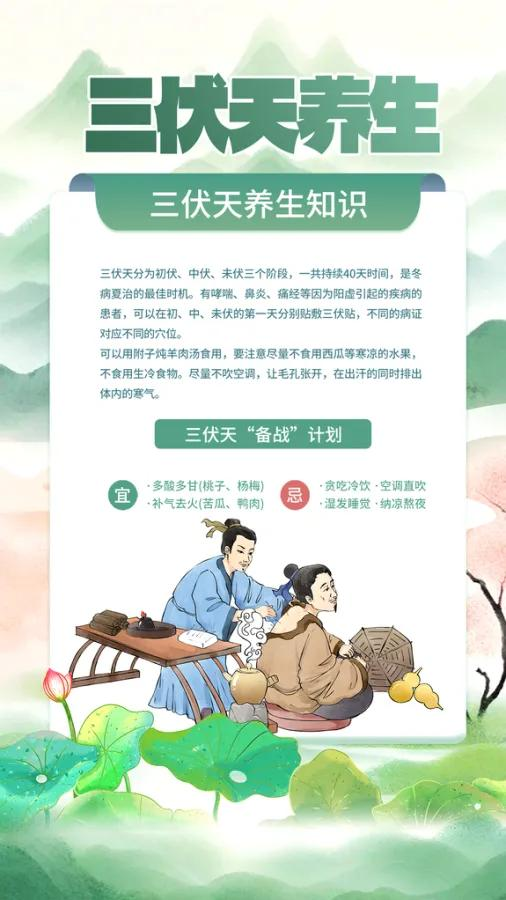 三伏天养生
三伏天养生知识
三伏天分为初伏、中伏、未伏三个阶段，一共持续40天时间，是冬
病夏治的最佳时机。有哮喘、鼻炎、痛经等因为阳虚引起的疾病的
患者，可以在初、中、未伏的第一天分别贴敷三伏贴，不同的病证
对应不同的穴位。
可以用附子炖羊肉汤食用，要注意尽量不食用西瓜等寒凉的水果，
不食用生冷食物。尽量不吹空调，让毛孔张开，在出汗的同时排出
体内的寒气。
三伏天“备战”计划
宜
·多酸多甘(桃子、杨梅)
·补气去火(苦瓜、鸭肉)
忌
·贪吃冷饮 ·空调直吹
·湿发睡觉 ·纳凉熬夜